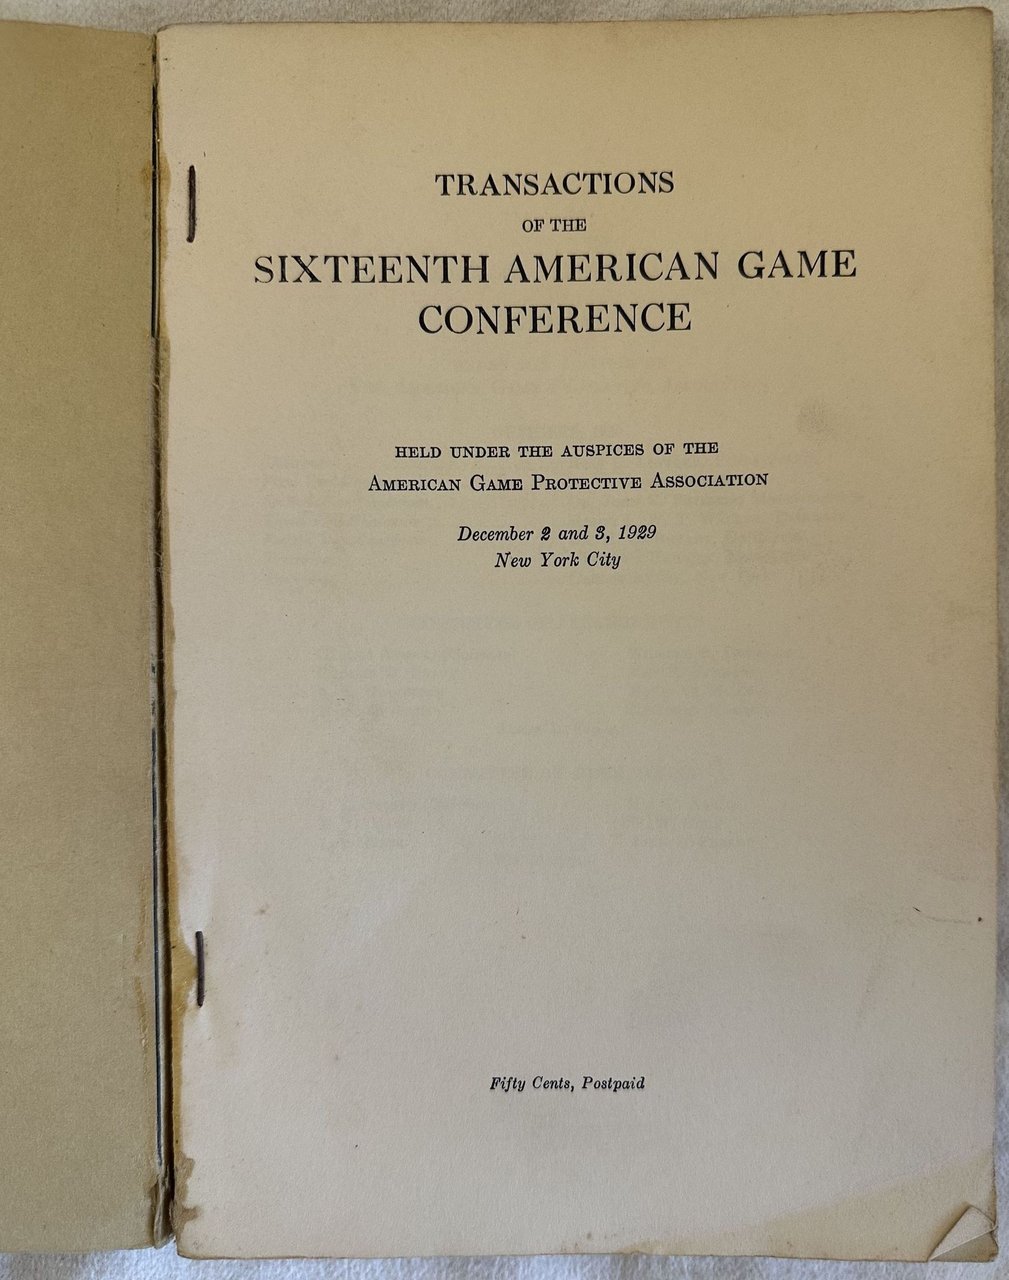 TRANSACTIONS
OF THE
SIXTEENTH AMERICAN GAME
CONFERENCE
HELD UNDER THE AUSPICES OF THE
AMERICAN GAME PROTECTIVE ASSOCIATION
December 2 and 3, 1929
New York City
Fifty Cents, Postpaid